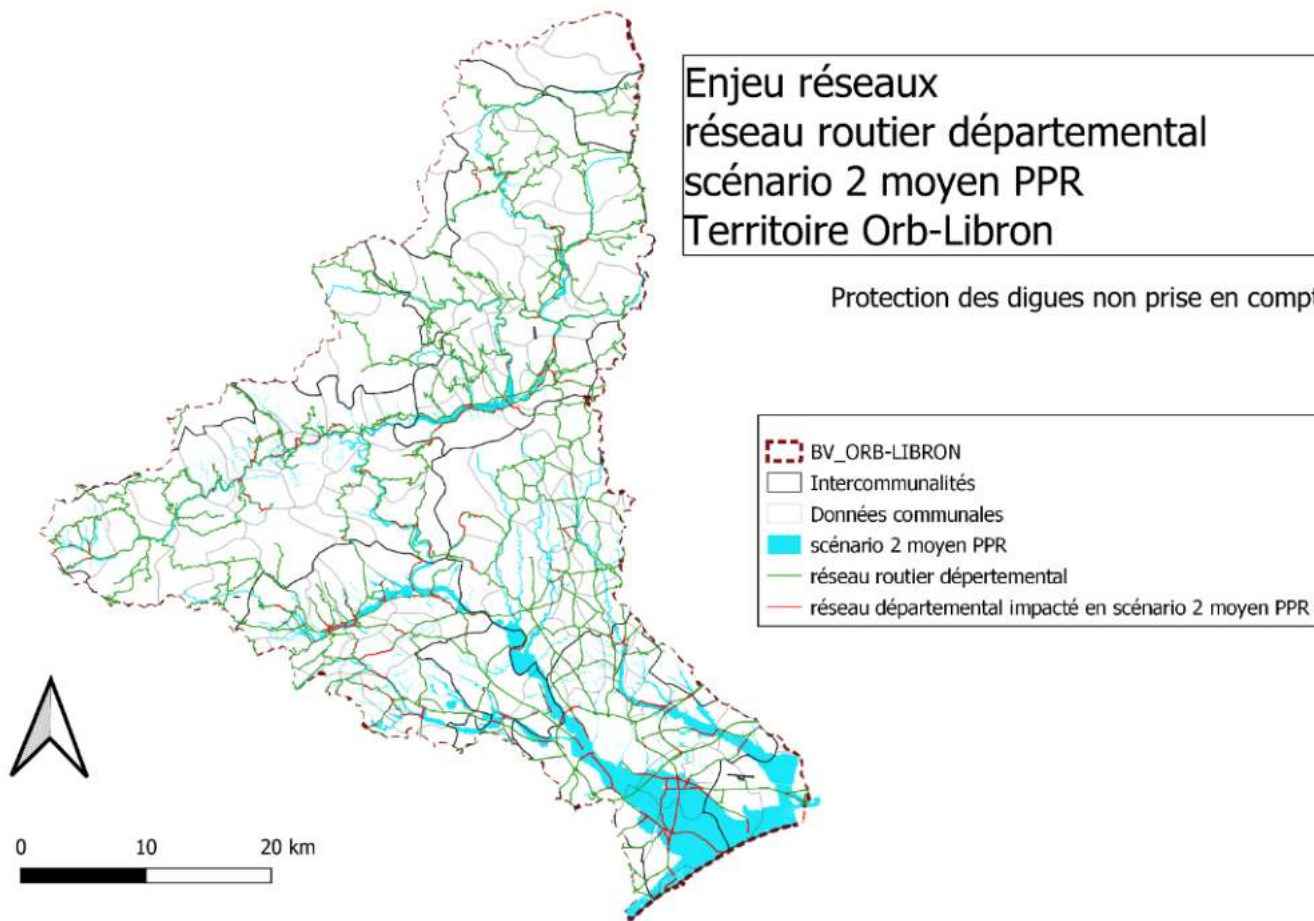 Enjeu réseaux
réseau routier départemental
scénario 2 moyen PPR
Territoire Orb-Libron
Protection des digues non prise en compt
BV_ORB-LIBRON
Intercommunalités
Données communales
scénario 2 moyen PPR
réseau routier dépertemental
réseau départemental impacté en scénario 2 moyen PPR
0 10 20 km